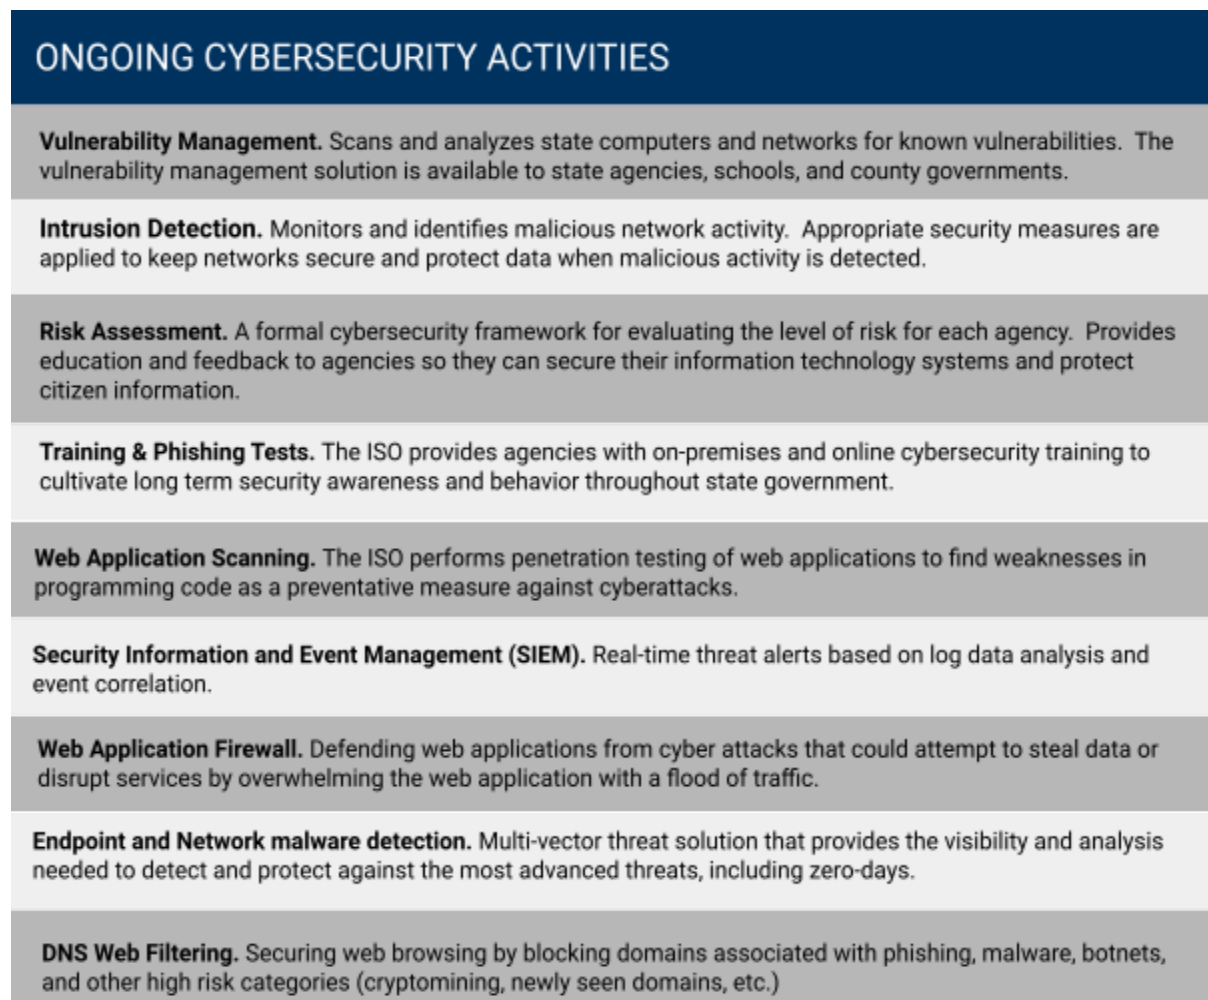 ONGOING CYBERSECURITY ACTIVITIES
Vulnerability Management. Scans and analyzes state computers and networks for known vulnerabilities.  The
vulnerability management solution is available to state agencies, schools, and county governments.
Intrusion Detection. Monitors and identifies malicious network activity.  Appropriate security measures are
applied to keep networks secure and protect data when malicious activity is detected.
Risk Assessment. A formal cybersecurity framework for evaluating the level of risk for each agency.  Provides
education and feedback to agencies so they can secure their information technology systems and protect
citizen information.
Training & Phishing Tests. The ISO provides agencies with on-premises and online cybersecurity training to
cultivate long term security awareness and behavior throughout state government.
Web Application Scanning. The ISO performs penetration testing of web applications to find weaknesses in
programming code as a preventative measure against cyberattacks.
Security Information and Event Management (SIEM). Real-time threat alerts based on log data analysis and
event correlation.
Web Application Firewall. Defending web applications from cyber attacks that could attempt to steal data or
disrupt services by overwhelming the web application with a flood of traffic.
Endpoint and Network malware detection. Multi-vector threat solution that provides the visibility and analysis
needed to detect and protect against the most advanced threats, including zero-days.
DNS Web Filtering. Securing web browsing by blocking domains associated with phishing, malware, botnets,
and other high risk categories (cryptomining, newly seen domains, etc.)